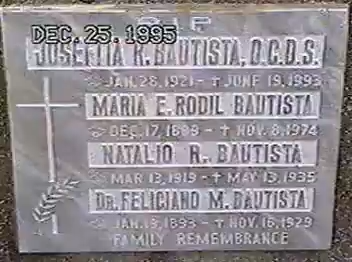 R.I.P.
DEC.25.1995
JOSEFITA R. BAUTISTA, O.C.D.S.
☆ JAN. 28, 1921 - ✝ JUNE 19, 1993
MARIA E. RODIL BAUTISTA
☆ DEC. 17, 1898 - ✝ NOV. 8, 1974
NATALIO R. BAUTISTA
☆ MAR. 13, 1919 - ✝ MAY 13, 1935
DR. FELICIANO M. BAUTISTA
☆ JAN. 18, 1893 - ✝ NOV. 16, 1929
FAMILY REMEMBRANCE